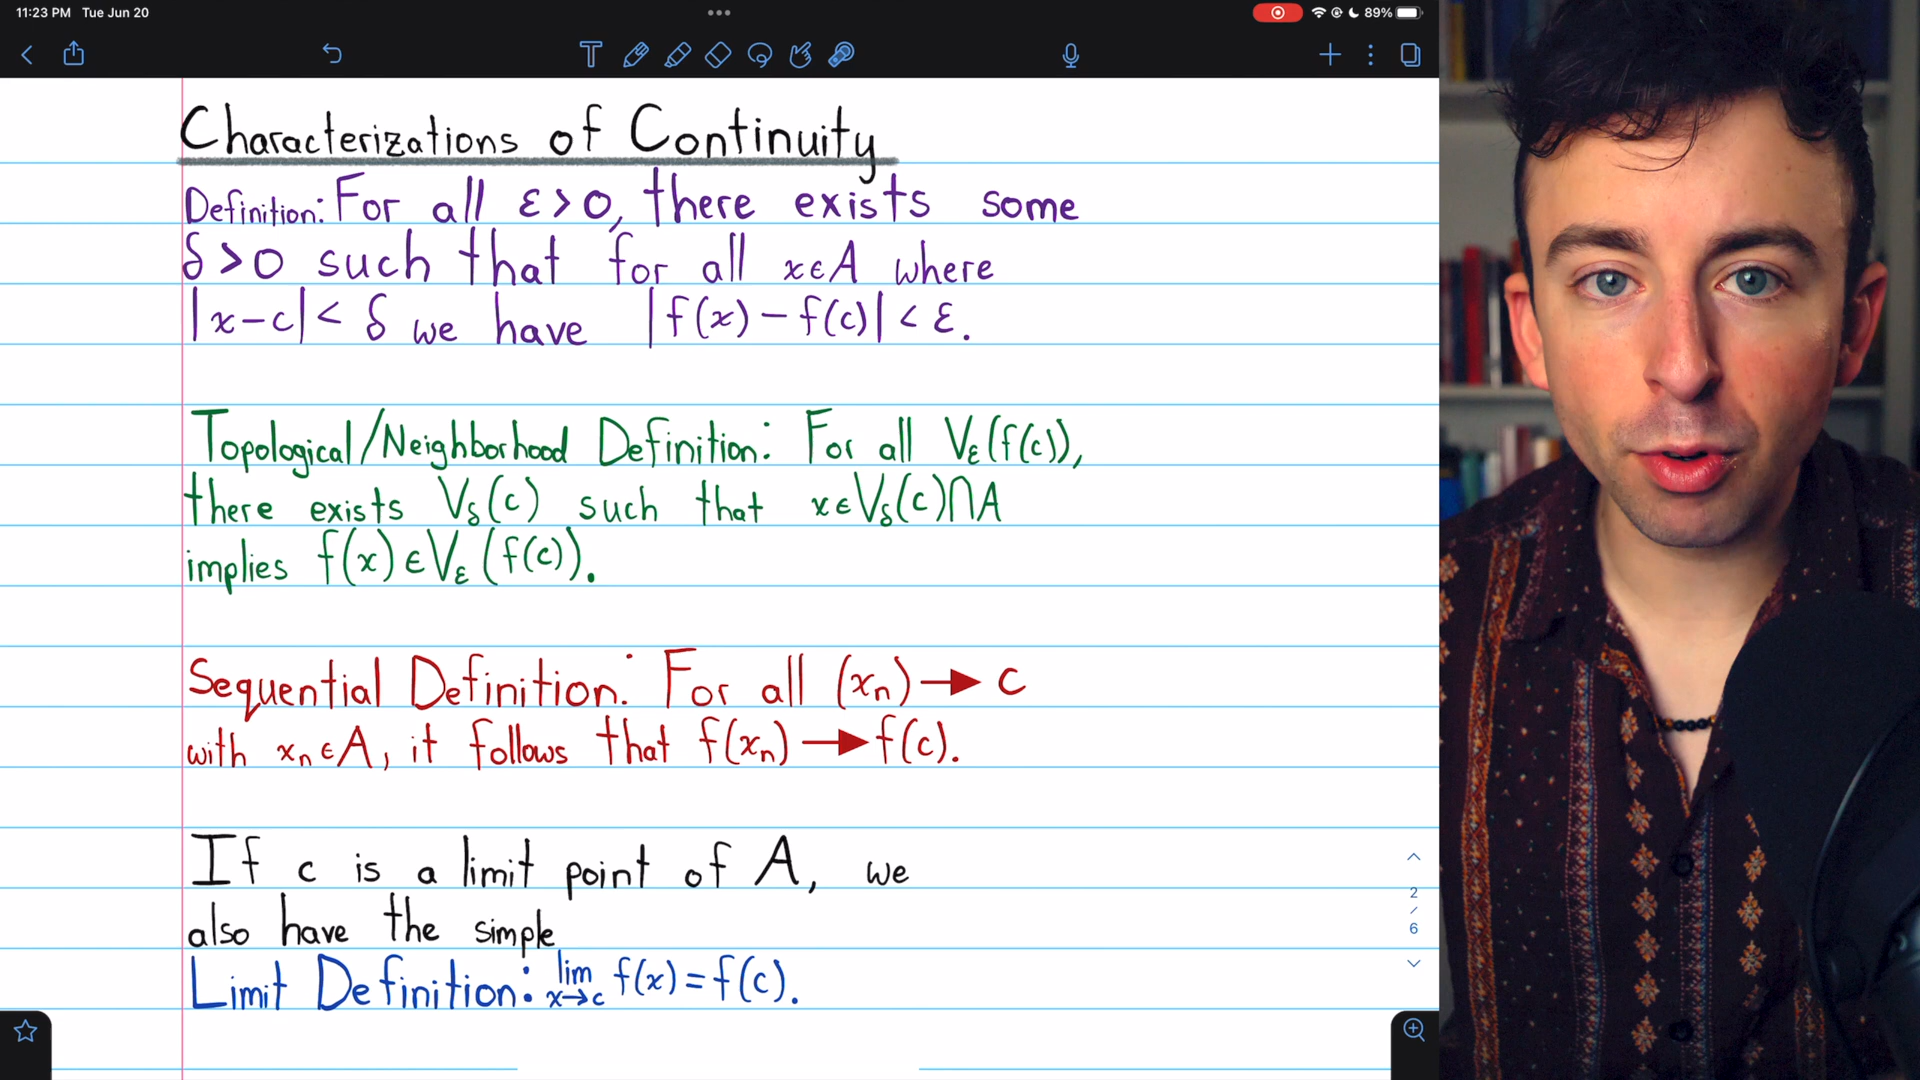 11:23 PM Tue Jun 20
89%
Characterizations of Continuity
Definition: For all ε>0, there exists some
δ>0 such that for all x∈A where
|x-c|<δ we have |f(x)-f(c)|<ε.
Topological/Neighborhood Definition: For all Vε(f(c)),
there exists Vδ(c) such that x∈Vδ(c)∩A
implies f(x)∈Vε(f(c)).
Sequential Definition: For all (xₙ)→c
with xₙ∈A, it follows that f(xₙ)→f(c).
If c is a limit point of A, we
also have the simple
Limit Definition: lim x→c f(x)=f(c).
2
/
6